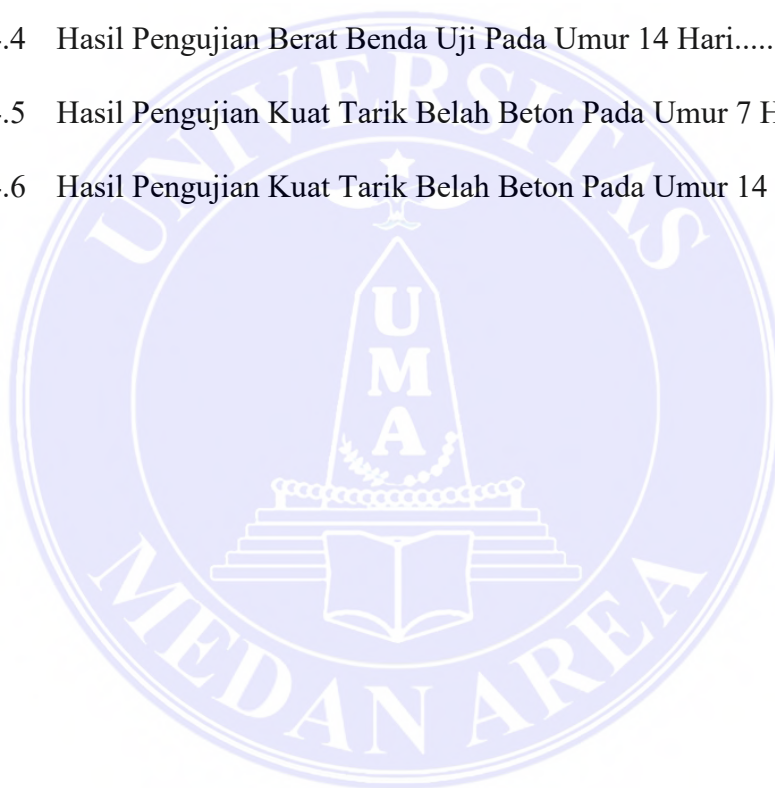 .4 Hasil Pengujian Berat Benda Uji Pada Umur 14 Hari.....
.5 Hasil Pengujian Kuat Tarik Belah Beton Pada Umur 7 H
.6 Hasil Pengujian Kuat Tarik Belah Beton Pada Umur 14
UNIVERSITAS
U
M
A
MEDAN AREA